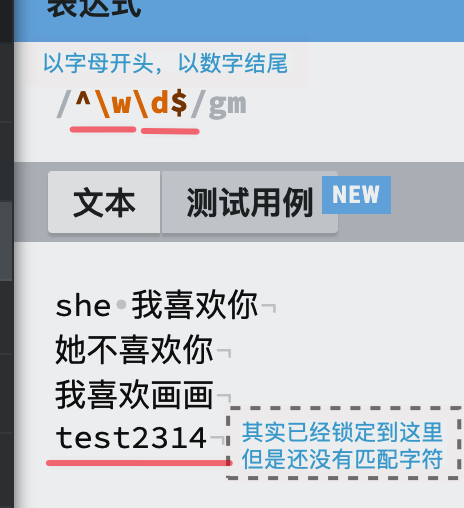 表达式
以字母开头，以数字结尾
/^\w\d$/gm
文本
测试用例
NEW
she·我喜欢你¬
她不喜欢你¬
我喜欢画画¬
test2314¬
其实已经锁定到这里
但是还没有匹配字符